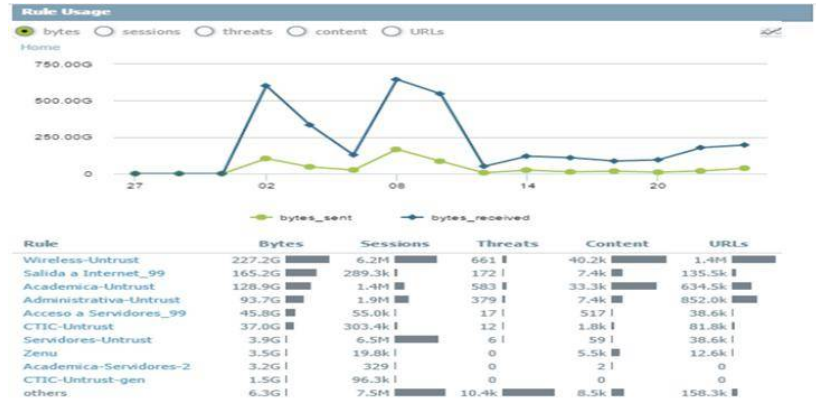 Rule Usage
bytes sessions threats content URLs
Home
750.00G
500.00G
250.00G
0
27 02 08 14 20
bytes_sent bytes_received
Rule Bytes Sessions Threats Content URLs
Wireless-Untrust 227.2G 6.2M 661 40.2k 1.4M
Salida a Internet_99 165.2G 289.3k 172 7.4k 135.5k
Academica-Untrust 128.9G 1.4M 583 33.3k 634.5k
Administrativa-Untrust 93.7G 1.9M 379 7.4k 852.0k
Acceso a Servidores_99 45.8G 55.0k 17 517 38.6k
CTIC-Untrust 37.0G 303.4k 12 1.8k 81.8k
Servidores-Untrust 3.9G 6.5M 6 59 38.6k
Zenu 3.5G 19.8k 0 5.5k 12.6k
Academica-Servidores-2 3.2G 329 0 2 0
CTIC-Untrust-gen 1.5G 96.3k 0 0 0
others 6.3G 7.5M 10.4k 8.5k 158.3k